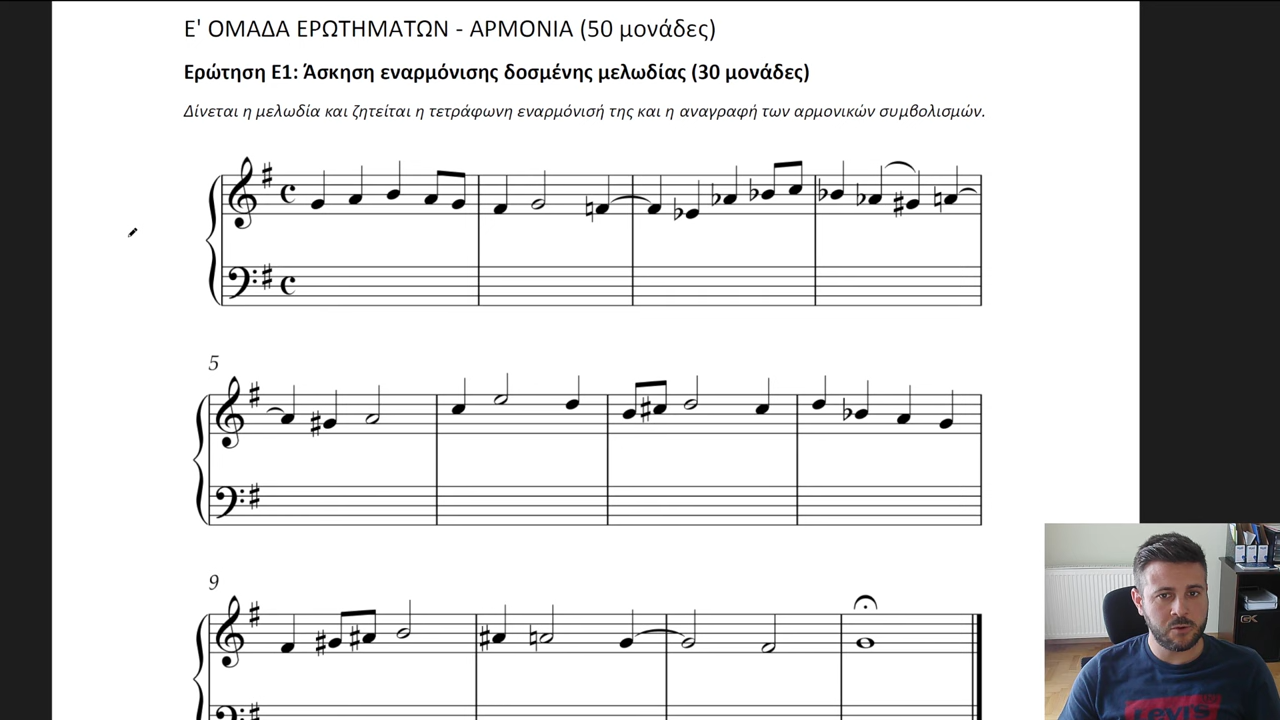 Ε' ΟΜΑΔΑ ΕΡΩΤΗΜΑΤΩΝ - ΑΡΜΟΝΙΑ (50 μονάδες)
Ερώτηση Ε1: Άσκηση εναρμόνισης δοσμένης μελωδίας (30 μονάδες)
Δίνεται η μελωδία και ζητείται η τετράφωνη εναρμόνισή της και η αναγραφή των αρμονικών συμβολισμών.
5
9